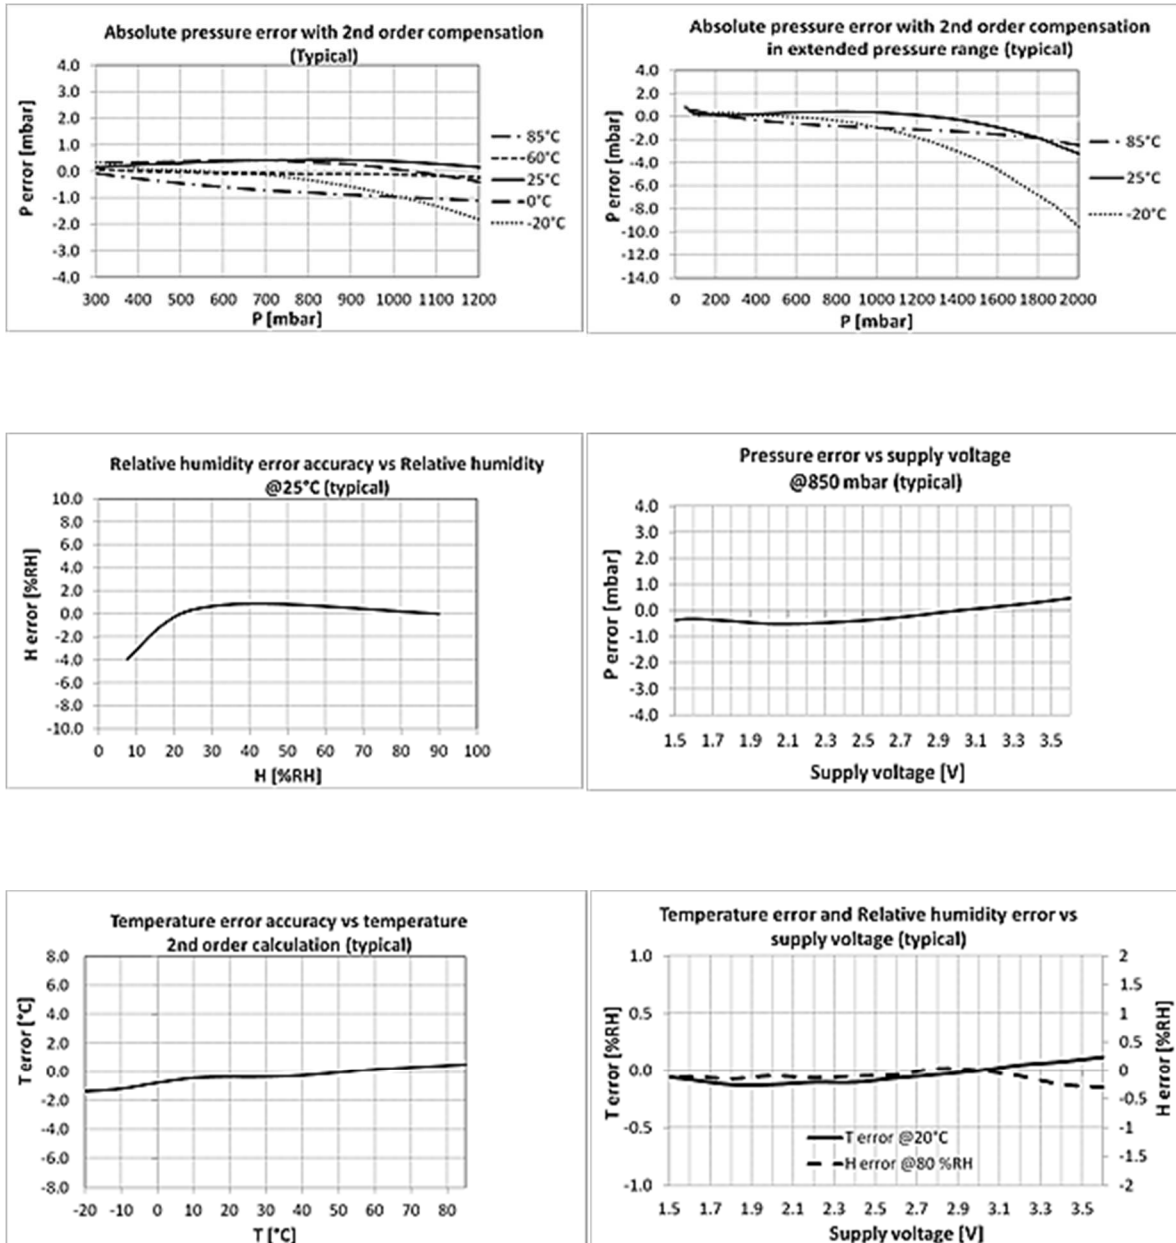 Absolute pressure error with 2nd order compensation
(Typical)
4.0
3.0
2.0
1.0
0.0
-1.0
-2.0
-3.0
-4.0
P error [mbar]
300 400 500 600 700 800 900 1000 1100 1200
P [mbar]
85°C
60°C
25°C
0°C
-20°C
Absolute pressure error with 2nd order compensation
in extended pressure range (typical)
4.0
2.0
0.0
-2.0
-4.0
-6.0
-8.0
-10.0
-12.0
-14.0
P error [mbar]
0 200 400 600 800 1000 1200 1400 1600 1800 2000
P [mbar]
85°C
25°C
-20°C
Relative humidity error accuracy vs Relative humidity
@25°C (typical)
10.0
8.0
6.0
4.0
2.0
0.0
-2.0
-4.0
-6.0
-8.0
-10.0
H error [%RH]
0 10 20 30 40 50 60 70 80 90 100
H [%RH]
Pressure error vs supply voltage
@850 mbar (typical)
4.0
3.0
2.0
1.0
0.0
-1.0
-2.0
-3.0
-4.0
P error [mbar]
1.5 1.7 1.9 2.1 2.3 2.5 2.7 2.9 3.1 3.3 3.5
Supply voltage [V]
Temperature error accuracy vs temperature
2nd order calculation (typical)
8.0
6.0
4.0
2.0
0.0
-2.0
-4.0
-6.0
-8.0
T error [°C]
-20 -10 0 10 20 30 40 50 60 70 80
T [°C]
Temperature error and Relative humidity error vs
supply voltage (typical)
1.0
0.5
0.0
-0.5
-1.0
T error [%RH]
2
1.5
1
0.5
0
-0.5
-1
-1.5
-2
H error [%RH]
T error @20°C
H error @80 %RH
1.5 1.7 1.9 2.1 2.3 2.5 2.7 2.9 3.1 3.3 3.5
Supply voltage [V]